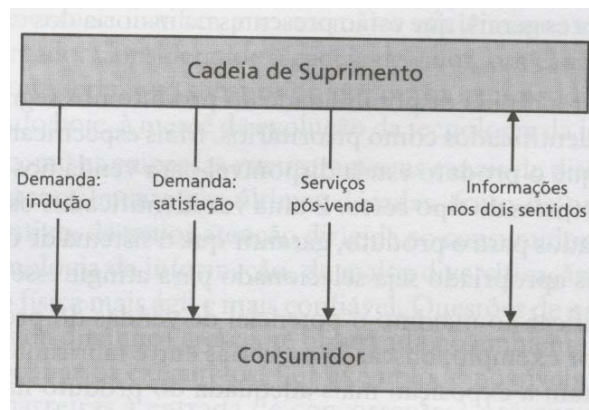 Cadeia de Suprimento
Demanda:
indução
Demanda:
satisfação
Serviços
pós-venda
Informações
nos dois sentidos
Consumidor